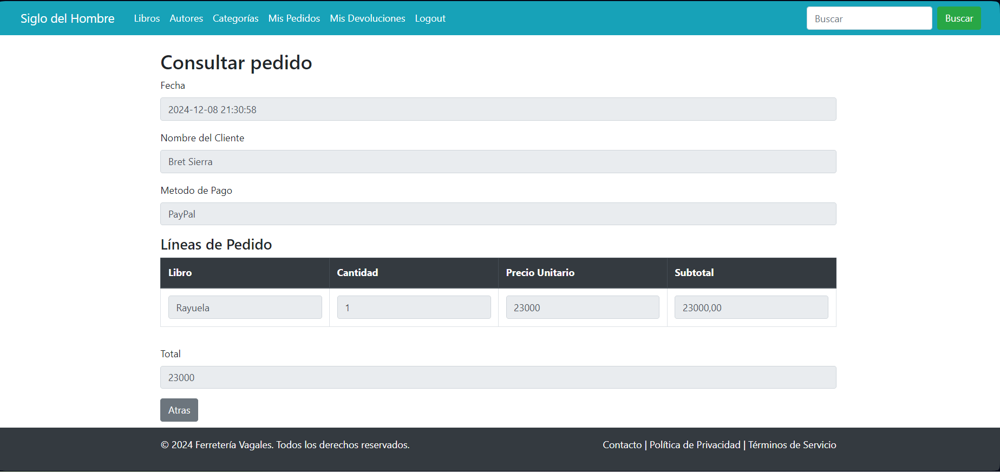 Siglo del Hombre Libros Autores Categorías Mis Pedidos Mis Devoluciones Logout Buscar Buscar
Consultar pedido
Fecha
2024-12-08 21:30:58
Nombre del Cliente
Bret Sierra
Metodo de Pago
PayPal
Líneas de Pedido
Libro Cantidad Precio Unitario Subtotal
Rayuela 1 23000 23000,00
Total
23000
Atras
© 2024 Ferretería Vagales. Todos los derechos reservados. Contacto | Política de Privacidad | Términos de Servicio